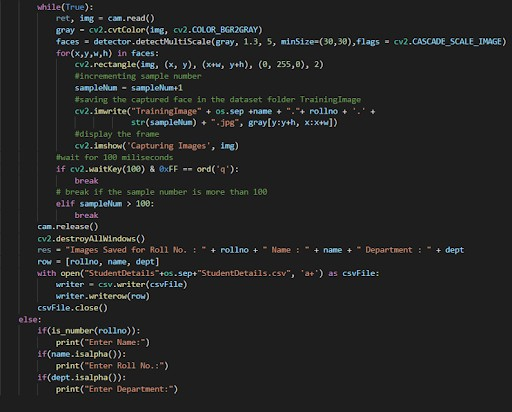 while(True):
ret, img = cam.read()
gray = cv2.cvtColor(img, cv2.COLOR_BGR2GRAY)
faces = detector.detectMultiScale(gray, 1.3, 5, minSize=(30,30),flags = cv2.CASCADE_SCALE_IMAGE)
for(x,y,w,h) in faces:
cv2.rectangle(img, (x, y), (x+w, y+h), (0, 255,0), 2)
#incrementing sample number
sampleNum = sampleNum+1
#saving the captured face in the dataset folder TrainingImage
cv2.imwrite("TrainingImage" + os.sep +name + "."+ rollno + '.' +
str(sampleNum) + ".jpg", gray[y:y+h, x:x+w])
#display the frame
cv2.imshow('Capturing Images', img)
#wait for 100 miliseconds
if cv2.waitKey(100) & 0xFF == ord('q'):
break
# break if the sample number is more than 100
elif sampleNum > 100:
break
cam.release()
cv2.destroyAllWindows()
res = "Images Saved for Roll No. : " + rollno + " Name : " + name + " Department : " + dept
row = [rollno, name, dept]
with open("StudentDetails"+os.sep+"StudentDetails.csv", 'a+') as csvFile:
writer = csv.writer(csvFile)
writer.writerow(row)
csvFile.close()
else:
if(is_number(rollno)):
print("Enter Name:")
if(name.isalpha()):
print("Enter Roll No.:")
if(dept.isalpha()):
print("Enter Department:")